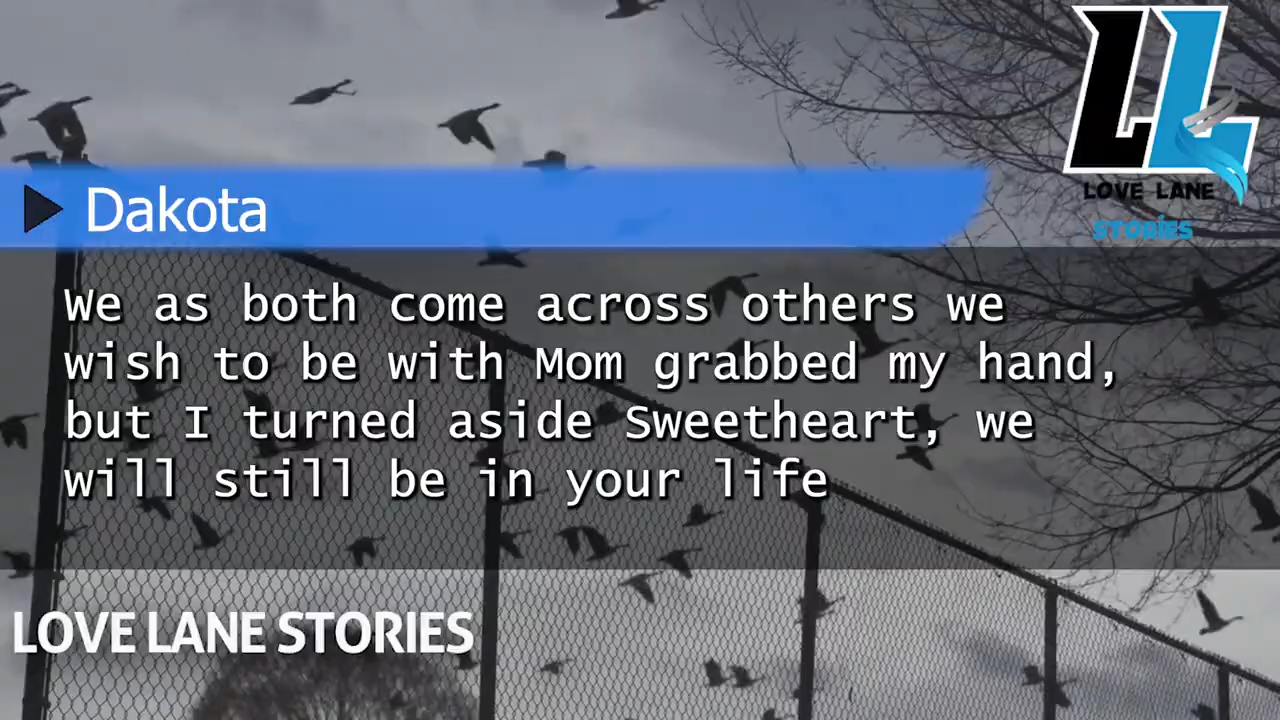 LL
LOVE LANE
STORIES
Dakota
We as both come across others we
wish to be with Mom grabbed my hand,
but I turned aside Sweetheart, we
will still be in your life
LOVE LANE STORIES